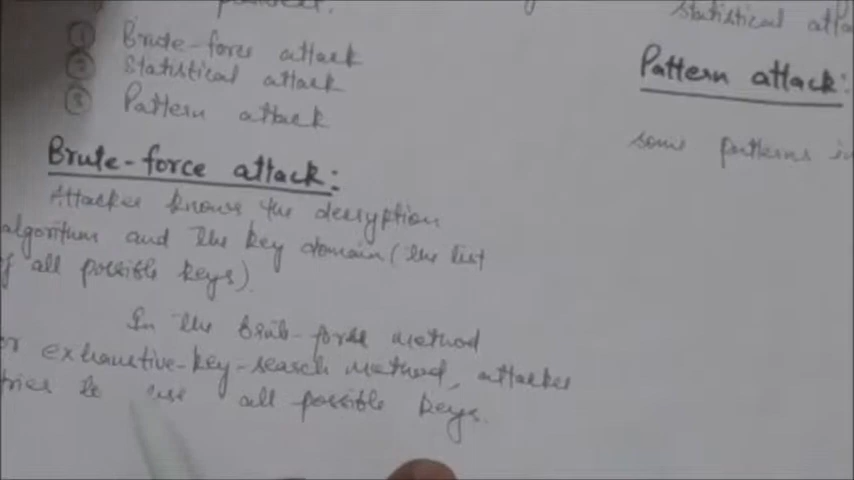 ① Brute-force attack
② Statistical attack
③ Pattern attack
Brute-force attack:
Attacker knows the decryption
algorithm and the key domain (the list
of all possible keys).
In the brute-force method
or exhaustive-key-search method, attacker
tries to use all possible keys.
statistical
Pattern attack:
some patterns in